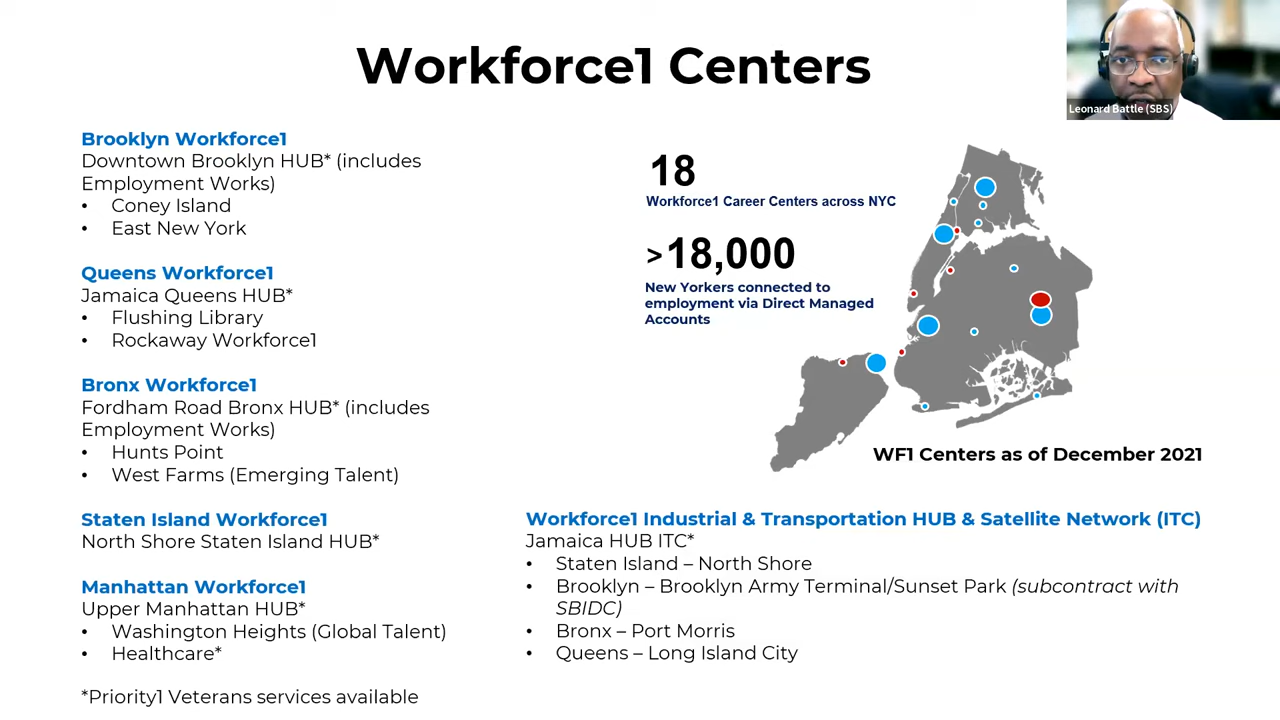 Workforce1 Centers
Leonard Battle (SBS)
Brooklyn Workforce1
Downtown Brooklyn HUB* (includes
Employment Works)
• Coney Island
• East New York
Queens Workforce1
Jamaica Queens HUB*
• Flushing Library
• Rockaway Workforce1
Bronx Workforce1
Fordham Road Bronx HUB* (includes
Employment Works)
• Hunts Point
• West Farms (Emerging Talent)
Staten Island Workforce1
North Shore Staten Island HUB*
Manhattan Workforce1
Upper Manhattan HUB*
• Washington Heights (Global Talent)
• Healthcare*
*Priority1 Veterans services available
18
Workforce1 Career Centers across NYC
>18,000
New Yorkers connected to
employment via Direct Managed
Accounts
WF1 Centers as of December 2021
Workforce1 Industrial & Transportation HUB & Satellite Network (ITC)
Jamaica HUB ITC*
• Staten Island – North Shore
• Brooklyn – Brooklyn Army Terminal/Sunset Park (subcontract with
SBIDC)
• Bronx – Port Morris
• Queens – Long Island City